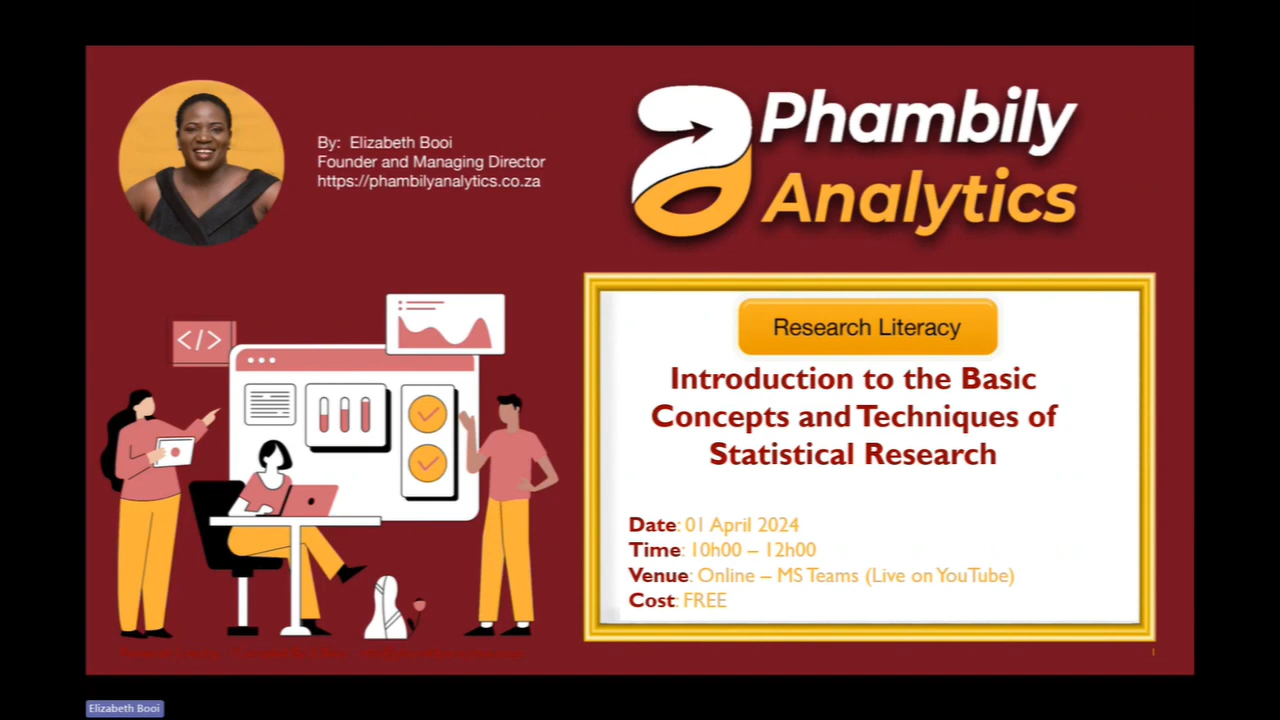 By: Elizabeth Booi
Founder and Managing Director
https://phambilyanalytics.co.za
Phambily
Analytics
</>
Research Literacy
Introduction to the Basic
Concepts and Techniques of
Statistical Research
Date: 01 April 2024
Time: 10h00 – 12h00
Venue: Online – MS Teams (Live on YouTube)
Cost: FREE
1
Elizabeth Booi